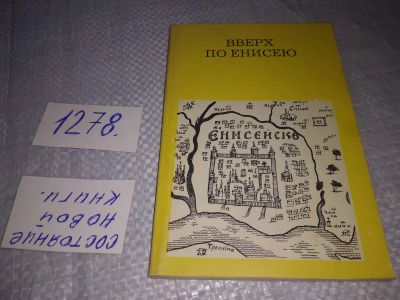 ВВЕРХ
ПО ЕНИСЕЮ
ЕНИСЕЙСКЪ
1278.
СОСТОЯНИЕ
НОВОЙ
КНИГИ.